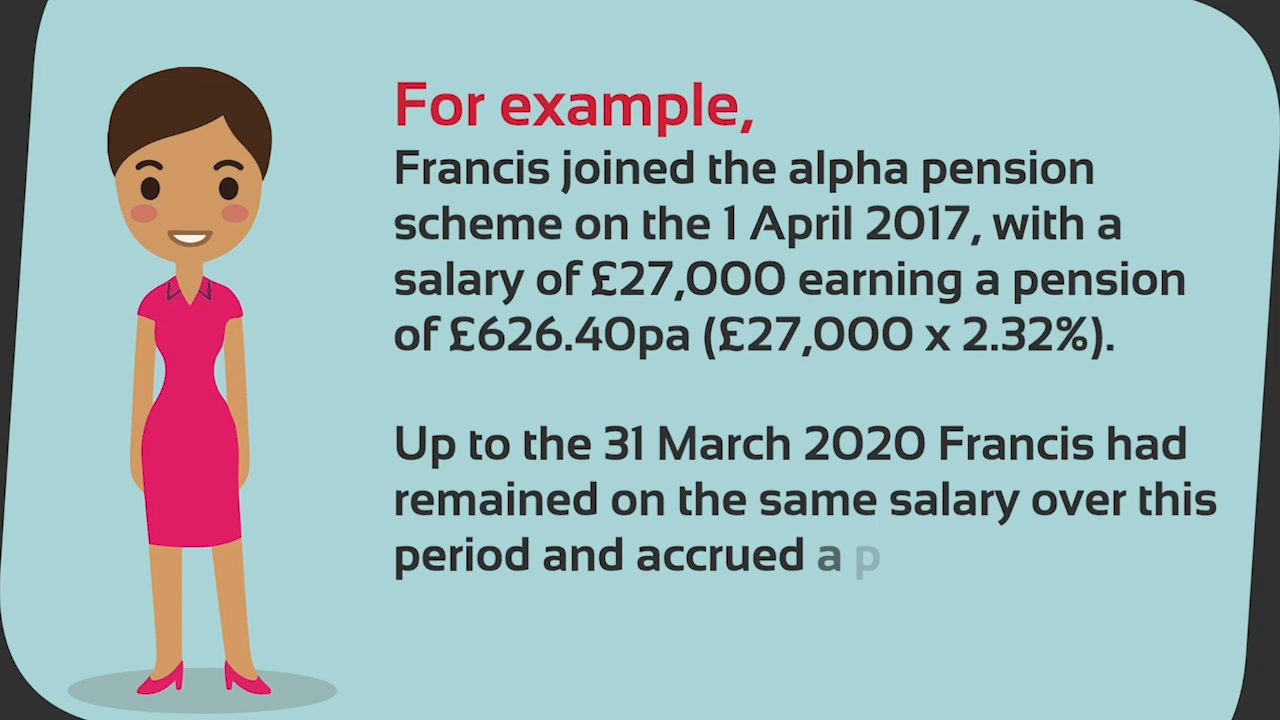 For example,
Francis joined the alpha pension
scheme on the 1 April 2017, with a
salary of £27,000 earning a pension
of £626.40pa (£27,000 x 2.32%).
Up to the 31 March 2020 Francis had
remained on the same salary over this
period and accrued a p